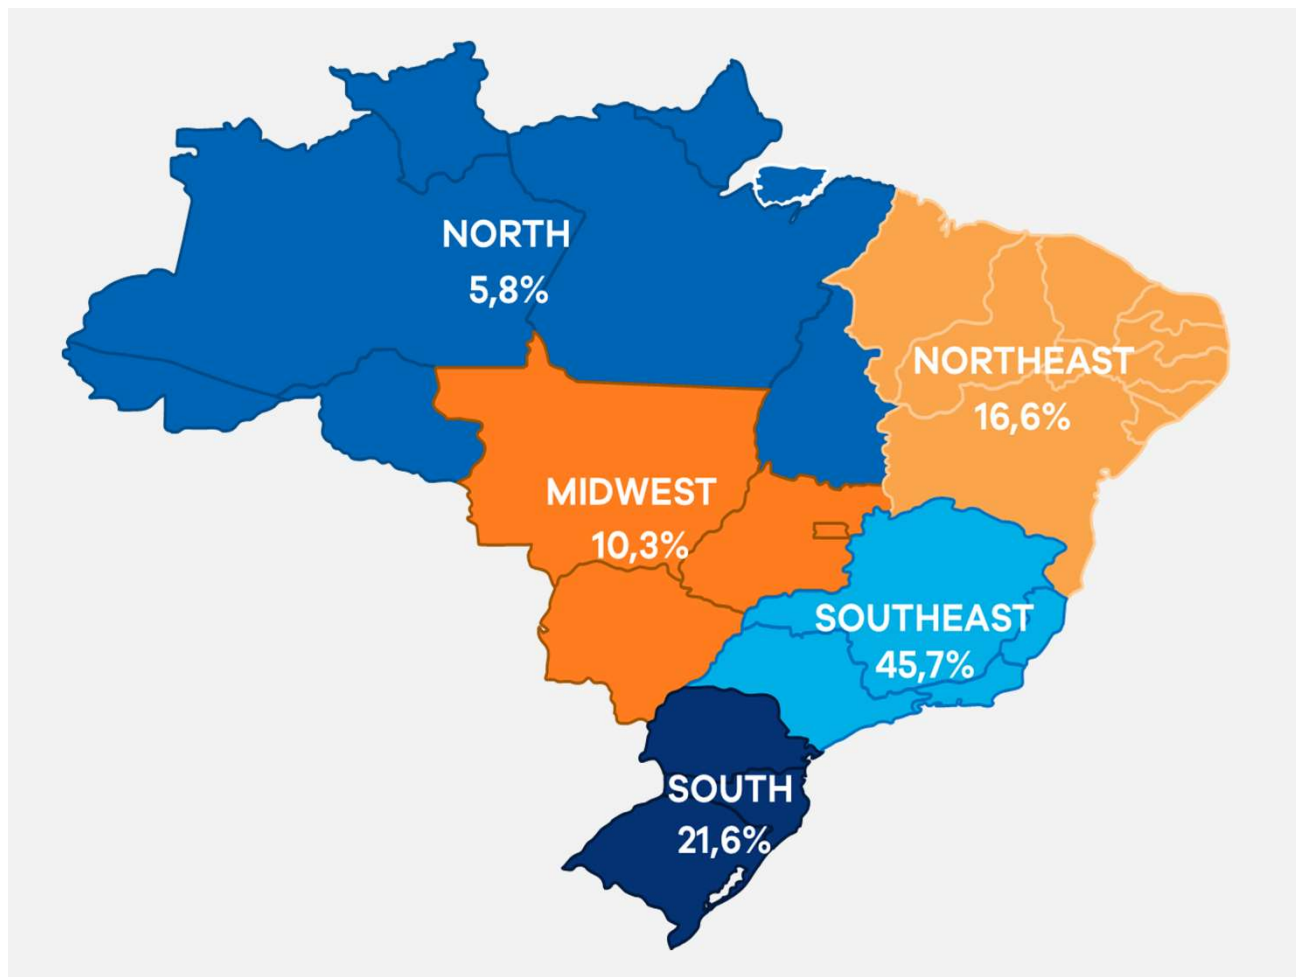 NORTH
5,8%
NORTHEAST
16,6%
MIDWEST
10,3%
SOUTHEAST
45,7%
SOUTH
21,6%